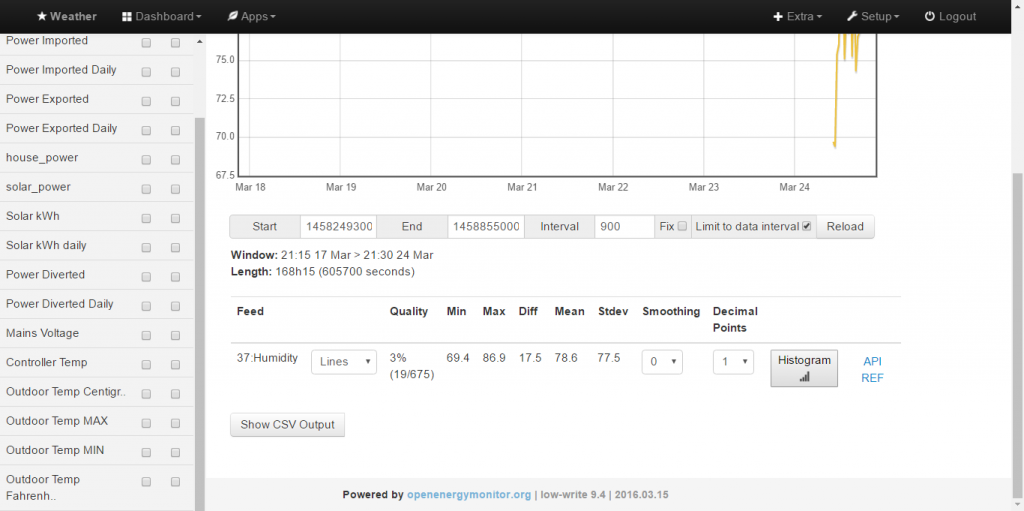 Weather Dashboard Apps Extra Setup Logout
Power Imported
Power Imported Daily
Power Exported
Power Exported Daily
house_power
solar_power
Solar kWh
Solar kWh daily
Power Diverted
Power Diverted Daily
Mains Voltage
Controller Temp
Outdoor Temp Centigr..
Outdoor Temp MAX
Outdoor Temp MIN
Outdoor Temp
Fahrenh..
75.0
72.5
70.0
67.5
Mar 18 Mar 19 Mar 20 Mar 21 Mar 22 Mar 23 Mar 24
Start 1458249300 End 1458855000 Interval 900 Fix Limit to data interval Reload
Window: 21:15 17 Mar > 21:30 24 Mar
Length: 168h15 (605700 seconds)
Feed Quality Min Max Diff Mean Stdev Smoothing Decimal
Points
37:Humidity Lines 3% 69.4 86.9 17.5 78.6 77.5 0 1 Histogram API
(19/675) REF
Show CSV Output
Powered by openenergymonitor.org | low-write 9.4 | 2016.03.15